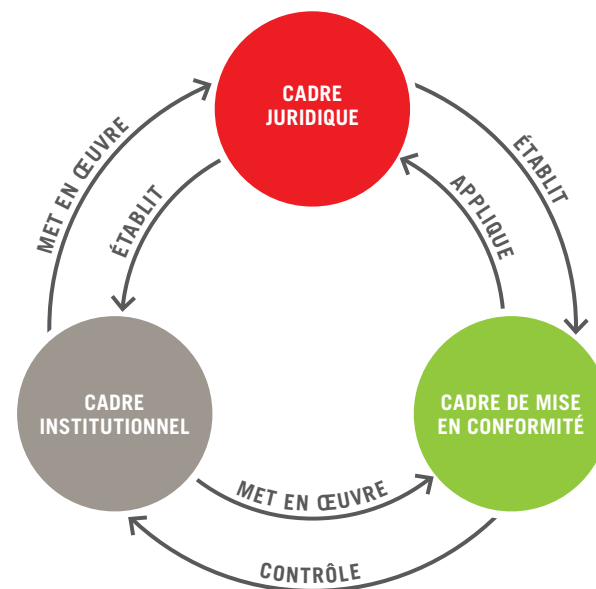 CADRE
JURIDIQUE
MET EN ŒUVRE
ÉTABLIT
APPLIQUE
ÉTABLIT
CADRE
INSTITUTIONNEL
CADRE DE MISE
EN CONFORMITÉ
MET EN ŒUVRE
CONTRÔLE